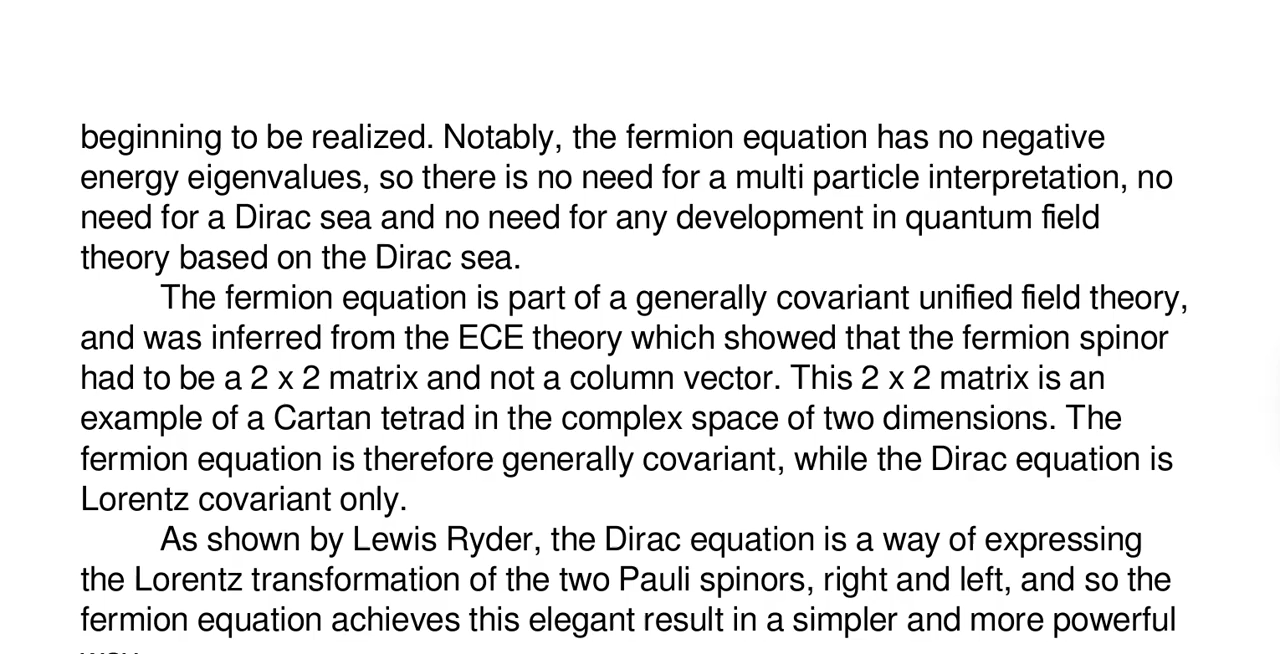 beginning to be realized. Notably, the fermion equation has no negative
energy eigenvalues, so there is no need for a multi particle interpretation, no
need for a Dirac sea and no need for any development in quantum field
theory based on the Dirac sea.
The fermion equation is part of a generally covariant unified field theory,
and was inferred from the ECE theory which showed that the fermion spinor
had to be a 2 x 2 matrix and not a column vector. This 2 x 2 matrix is an
example of a Cartan tetrad in the complex space of two dimensions. The
fermion equation is therefore generally covariant, while the Dirac equation is
Lorentz covariant only.
As shown by Lewis Ryder, the Dirac equation is a way of expressing
the Lorentz transformation of the two Pauli spinors, right and left, and so the
fermion equation achieves this elegant result in a simpler and more powerful